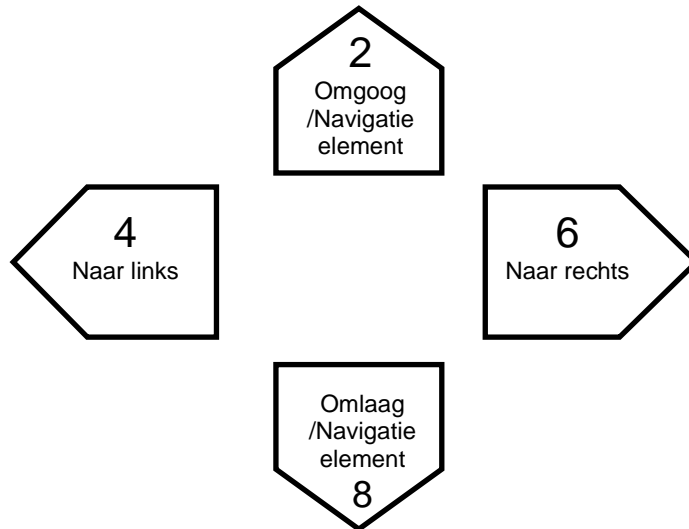 2
Omgoog
/Navigatie
element
4
Naar links
6
Naar rechts
Omlaag
/Navigatie
element
8